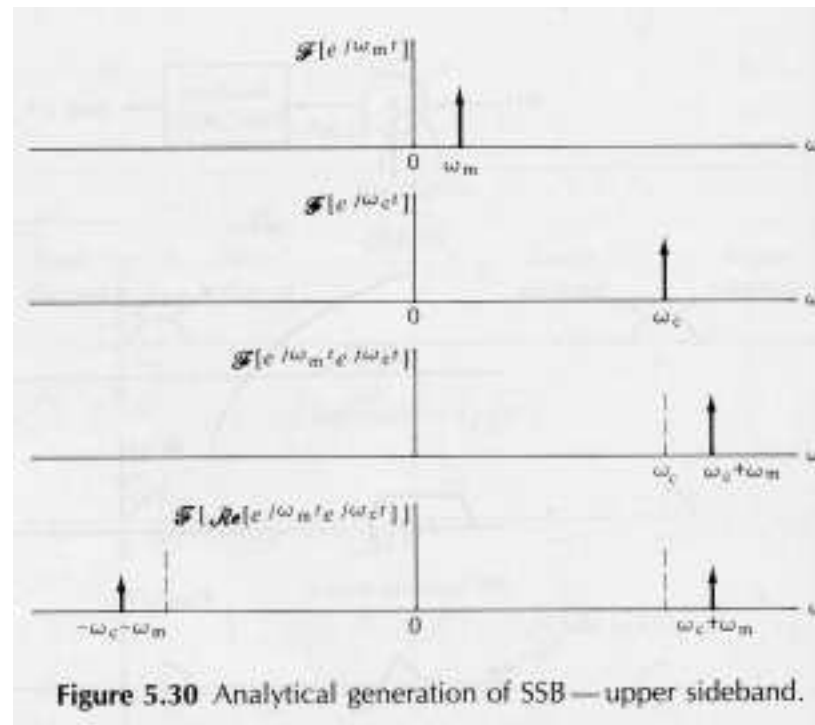 ℱ[e^{jω_m t}]
0 ω_m ω
ℱ[e^{jω_c t}]
0 ω_c ω
ℱ[e^{jω_m t} e^{jω_c t}]
ω_c ω_c+ω_m ω
ℱ[ℛe[e^{jω_m t} e^{jω_c t}]]
-ω_c-ω_m 0 ω_c+ω_m ω
Figure 5.30 Analytical generation of SSB — upper sideband.